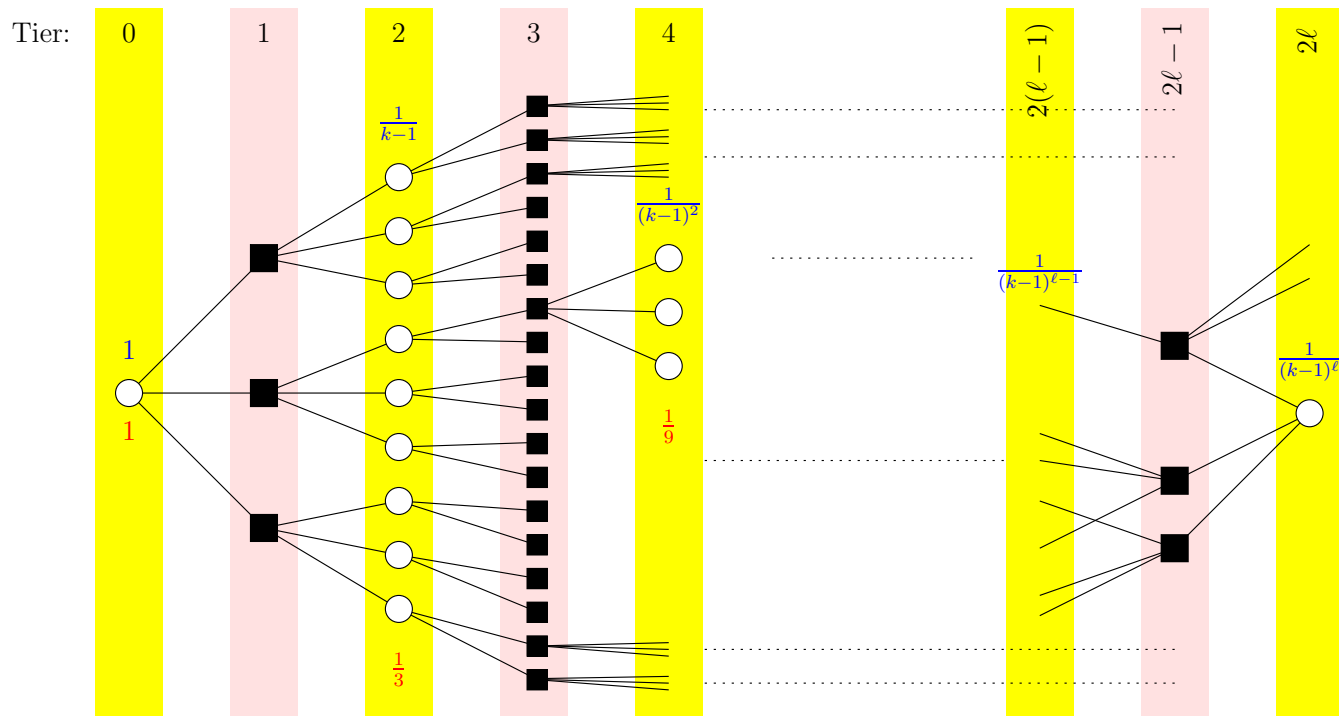 Tier: 0 1 2 3 4 2(ℓ − 1) 2ℓ − 1 2ℓ
1/(k−1)
1/(k−1)^2
1/(k−1)^{ℓ−1}
1
1/(k−1)^ℓ
1
1/9
1/3